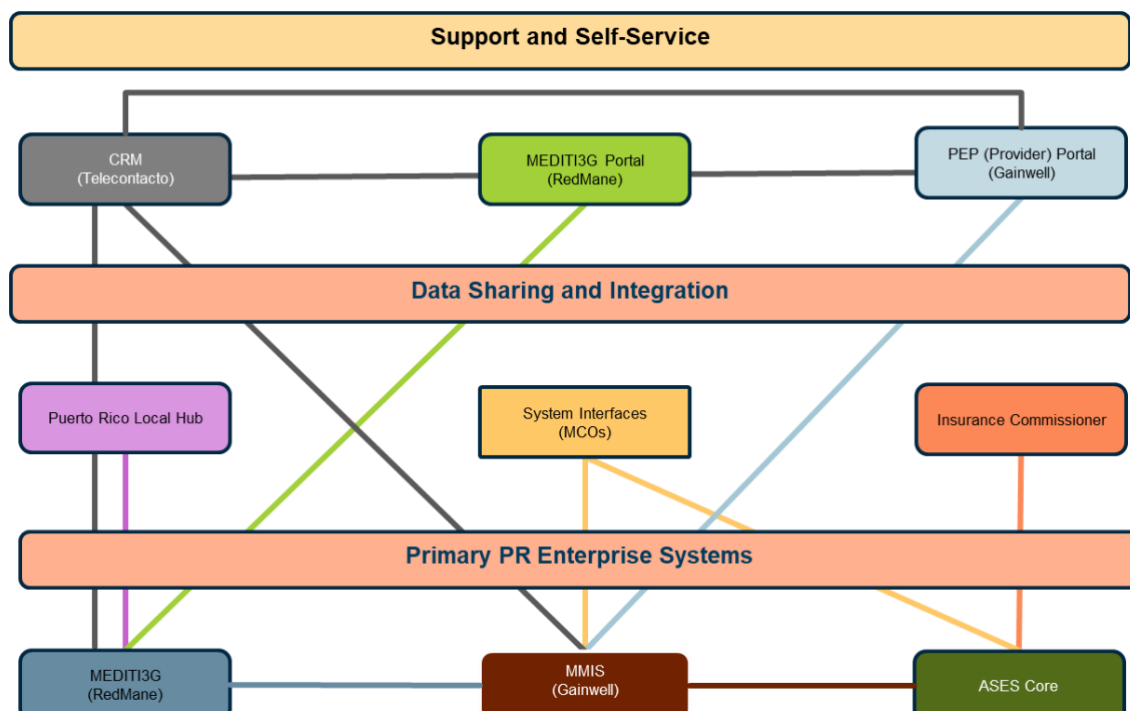 Support and Self-Service
CRM
(Telecontacto)
MEDITI3G Portal
(RedMane)
PEP (Provider) Portal
(Gainwell)
Data Sharing and Integration
Puerto Rico Local Hub
System Interfaces
(MCOs)
Insurance Commissioner
Primary PR Enterprise Systems
MEDITI3G
(RedMane)
MMIS
(Gainwell)
ASES Core